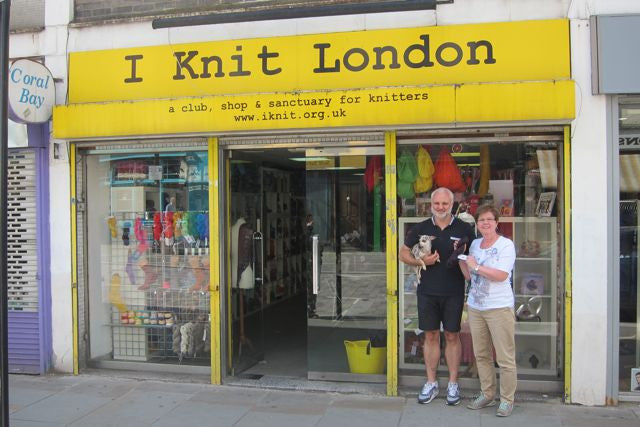 I Knit London
a club, shop & sanctuary for knitters
www.iknit.org.uk
Coral
Bay